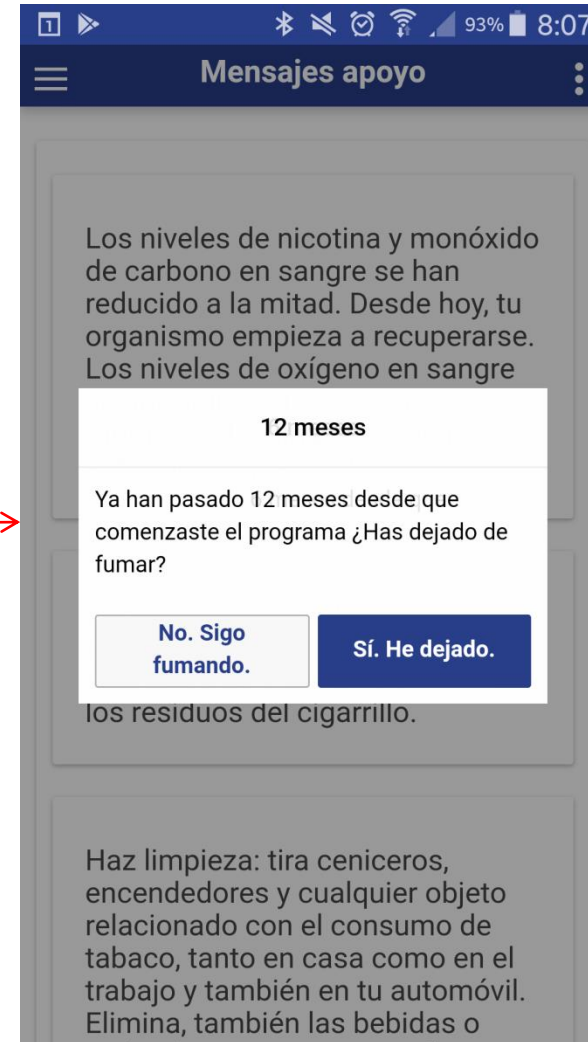 1 93% 8:07
Mensajes apoyo
Los niveles de nicotina y monóxido
de carbono en sangre se han
reducido a la mitad. Desde hoy, tu
organismo empieza a recuperarse.
Los niveles de oxígeno en sangre
12 meses
Ya han pasado 12 meses desde que
comenzaste el programa ¿Has dejado de
fumar?
No. Sigo
fumando.
Sí. He dejado.
los residuos del cigarrillo.
Haz limpieza: tira ceniceros,
encendedores y cualquier objeto
relacionado con el consumo de
tabaco, tanto en casa como en el
trabajo y también en tu automóvil.
Elimina, también las bebidas o